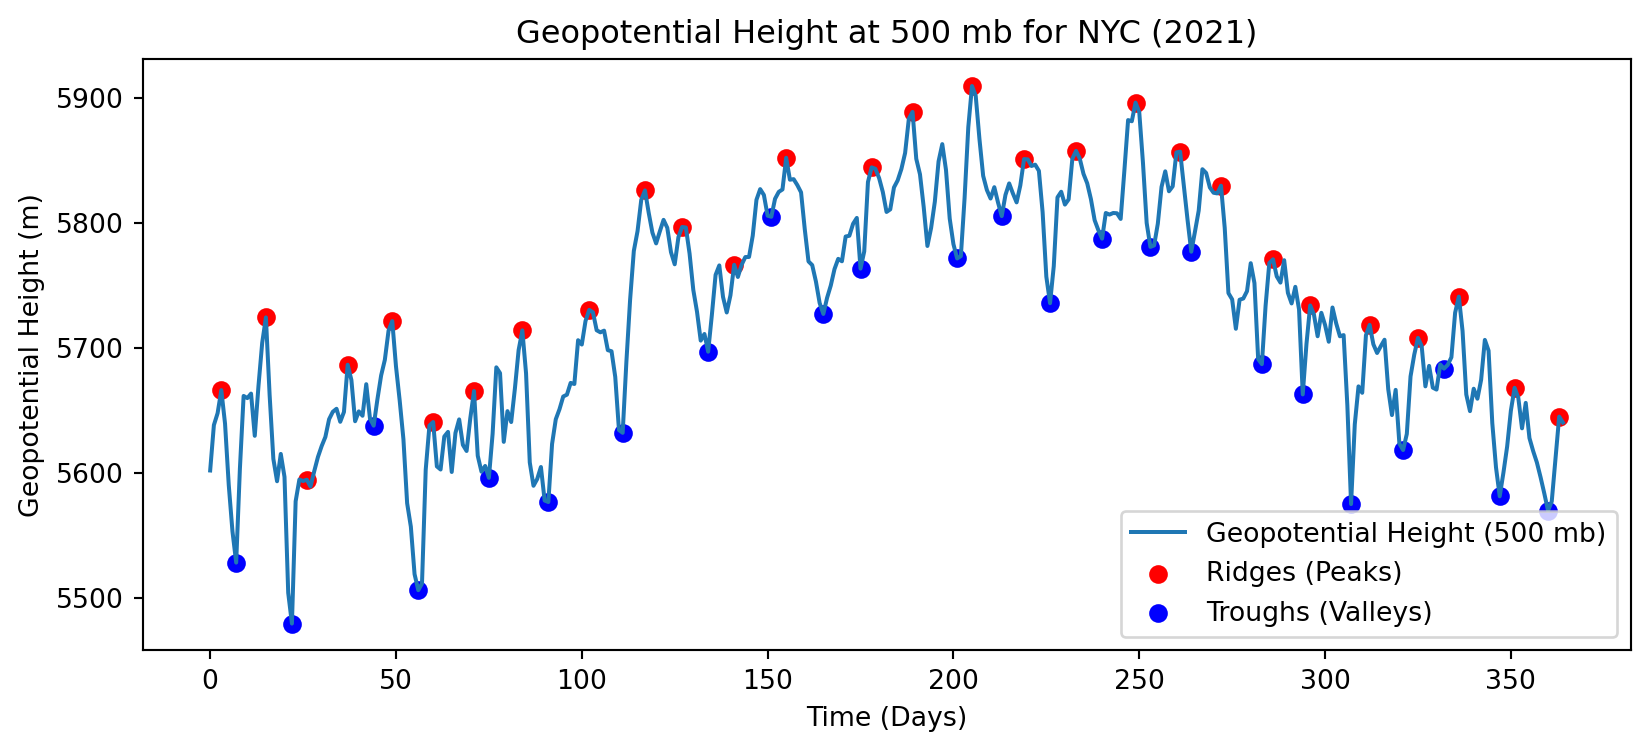 Geopotential Height at 500 mb for NYC (2021)
Geopotential Height (m)
5900
5800
5700
5600
5500
Geopotential Height (500 mb)
Ridges (Peaks)
Troughs (Valleys)
0 50 100 150 200 250 300 350
Time (Days)